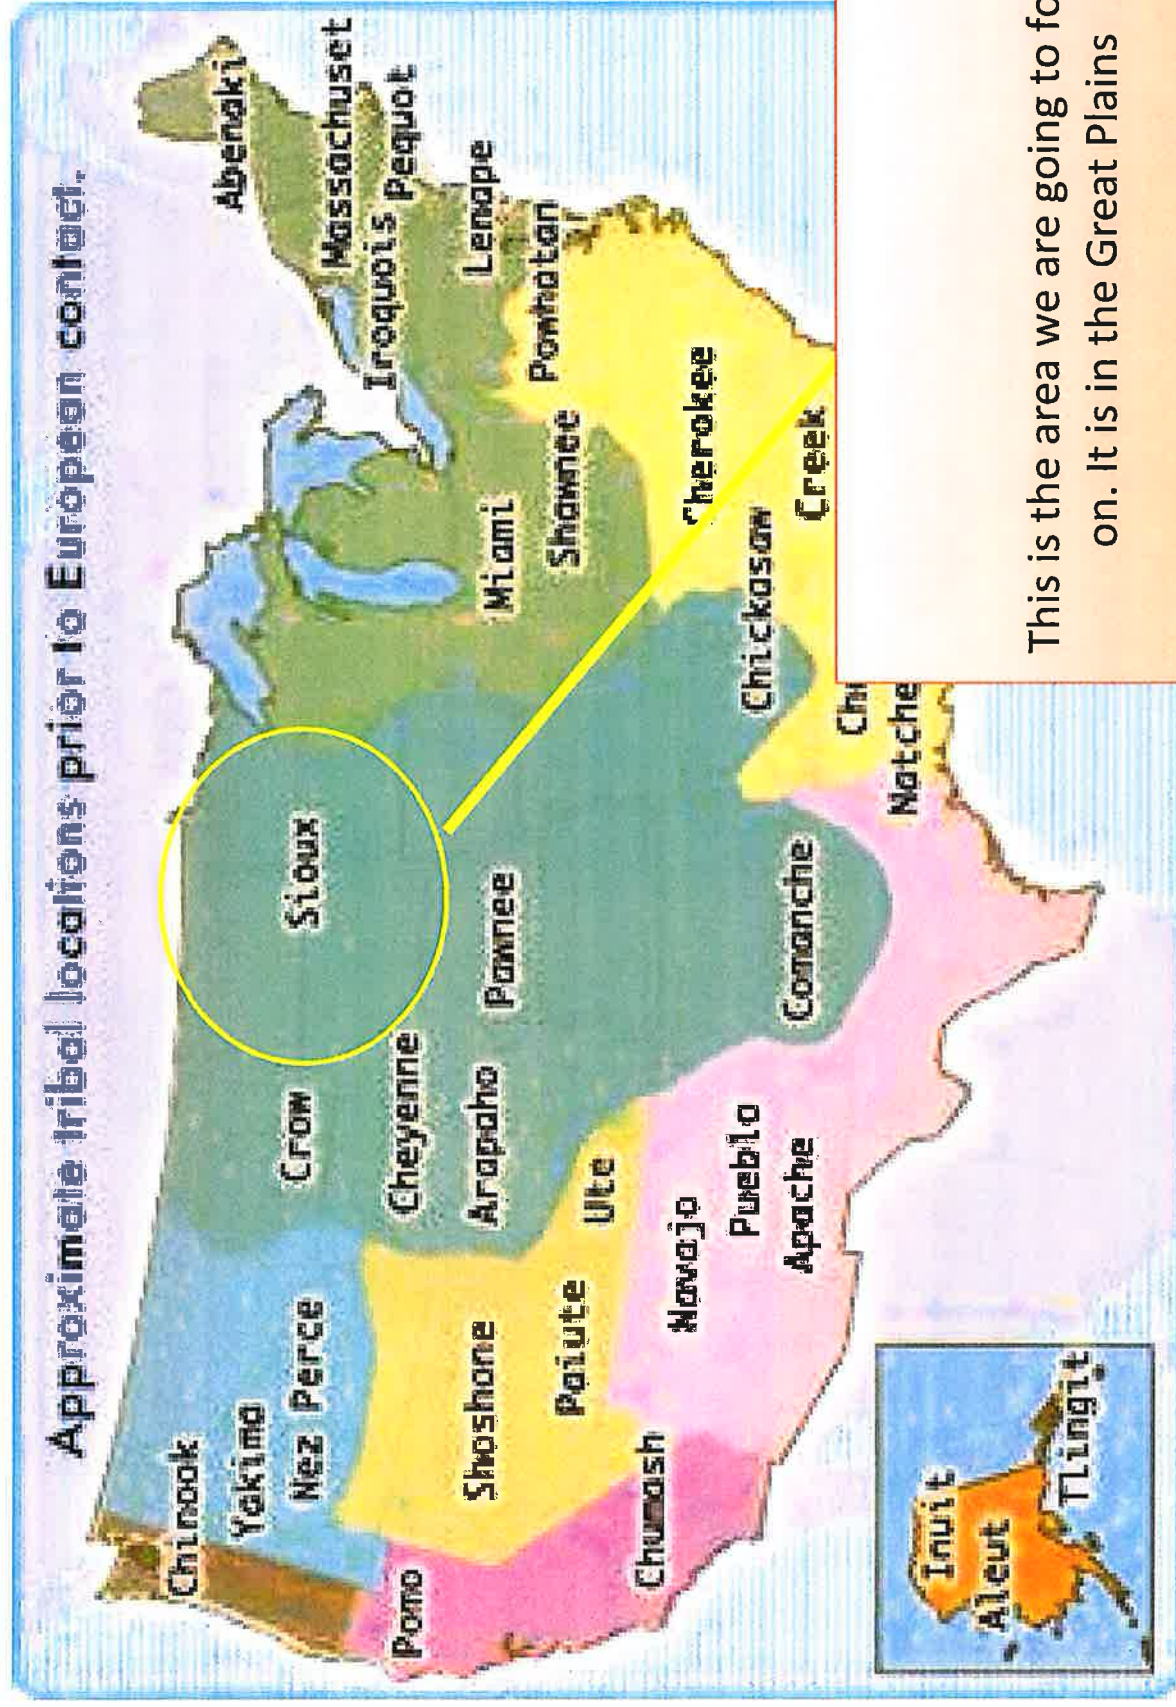 Approximate tribal locations prior to European contact.
Chinook
Yakima
Nez Perce
Crow
Sioux
Abenaki
Massachuset
Iroquois
Pequot
Pomo
Cheyenne
Shoshone
Arapaho
Pawnee
Miami
Lenape
Powhatan
Shawnee
Paiute
Ute
Chumash
Navajo
Pueblo
Apache
Comanche
Chickasaw
Cherokee
Creek
Ch
Natche
Inuit
Aleut
Tlingit
This is the area we are going to fo
on. It is in the Great Plains